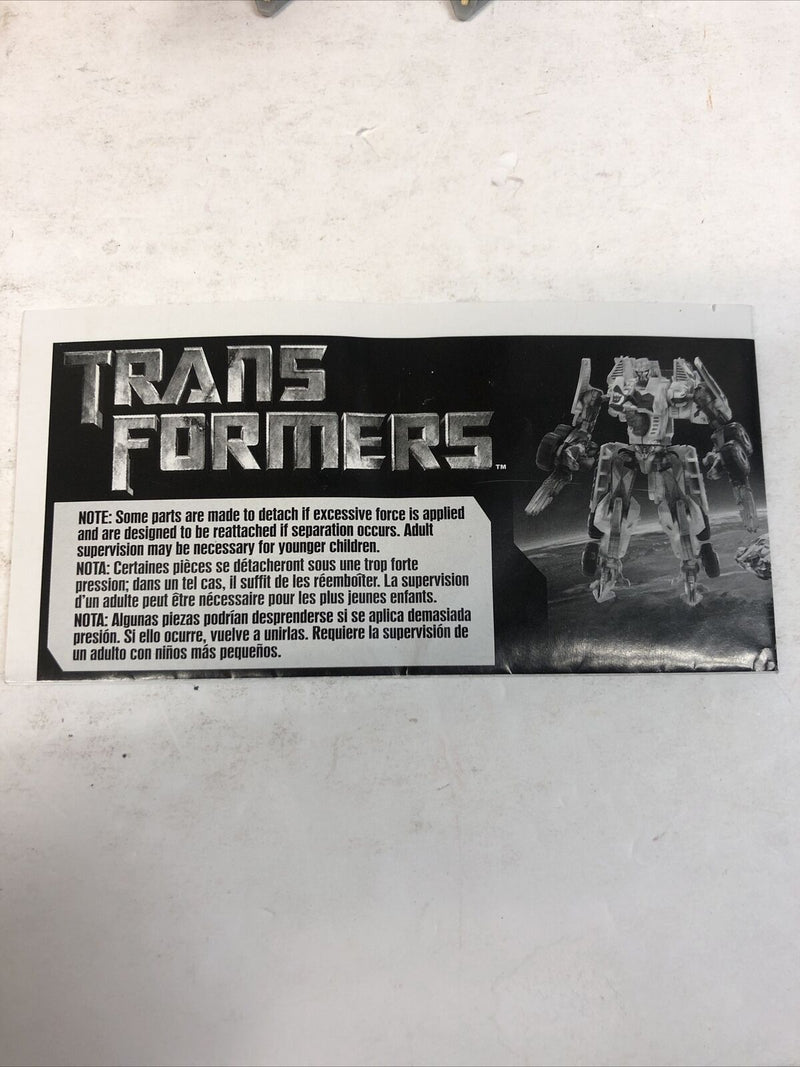 TRANS
FORMERS™
NOTE: Some parts are made to detach if excessive force is applied
and are designed to be reattached if separation occurs. Adult
supervision may be necessary for younger children.
NOTA: Certaines pièces se détacheront sous une trop forte
pression; dans un tel cas, il suffit de les réemboîter. La supervision
d'un adulte peut être nécessaire pour les plus jeunes enfants.
NOTA: Algunas piezas podrían desprenderse si se aplica demasiada
presión. Si ello ocurre, vuelve a unirlas. Requiere la supervisión de
un adulto con niños más pequeños.